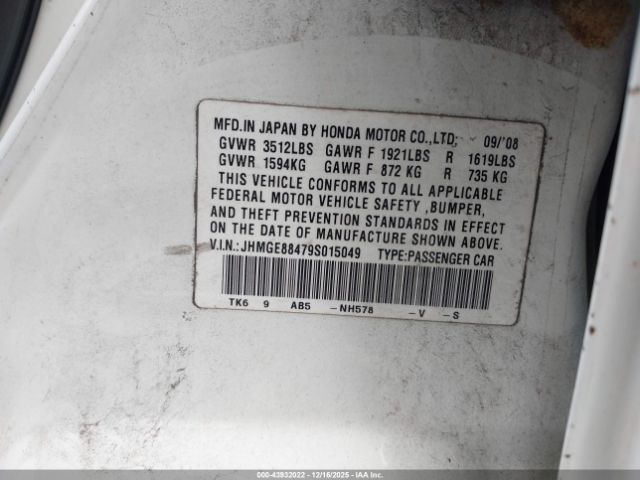 MFD.IN JAPAN BY HONDA MOTOR CO.,LTD; 09/'08
GVWR 3512LBS GAWR F 1921LBS R 1619LBS
GVWR 1594KG GAWR F 872 KG R 735 KG
THIS VEHICLE CONFORMS TO ALL APPLICABLE
FEDERAL MOTOR VEHICLE SAFETY ,BUMPER,
AND THEFT PREVENTION STANDARDS IN EFFECT
ON THE DATE OF MANUFACTURE SHOWN ABOVE.
V.I.N.: JHMGE88479S015049 TYPE:PASSENGER CAR
TK6 9 AB5 -NH578 -V -S
000-43932022 - 12/16/2025 - IAAI.COM